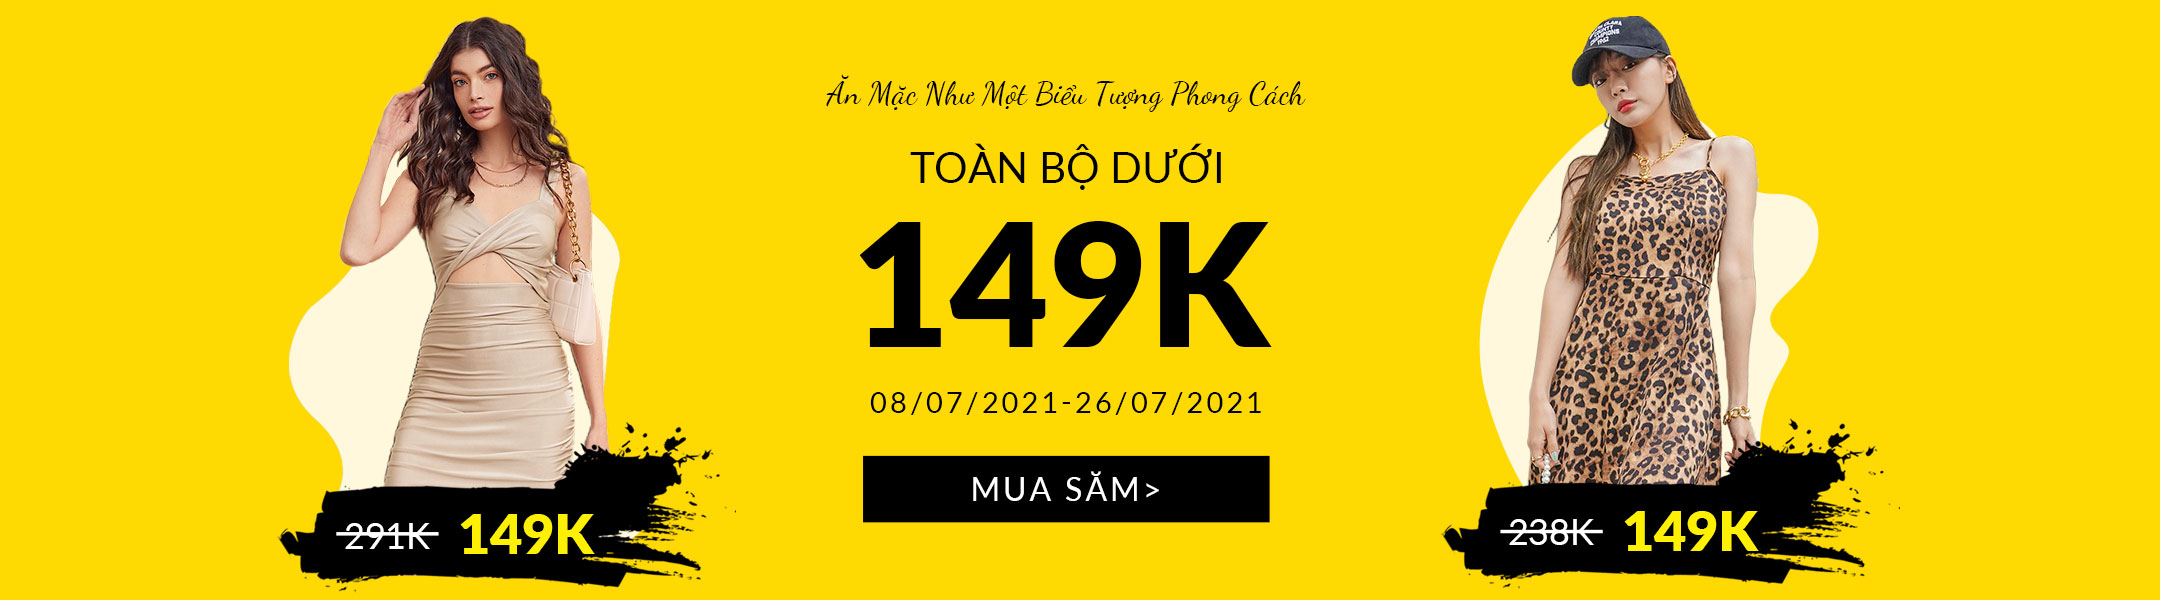 Ăn Mặc Như Một Biểu Tượng Phong Cách
TOÀN BỘ DƯỚI
149K
08/07/2021-26/07/2021
MUA SĂM>
291K 149K
238K 149K